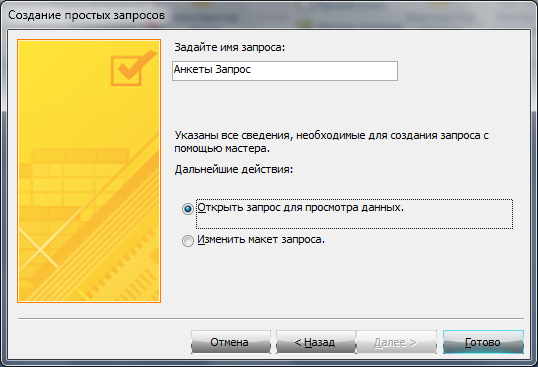 Создание простых запросов
Задайте имя запроса:
Анкеты Запрос
Указаны все сведения, необходимые для создания запроса с
помощью мастера.
Дальнейшие действия:
Открыть запрос для просмотра данных.
Изменить макет запроса.
Отмена
< Назад
Далее >
Готово